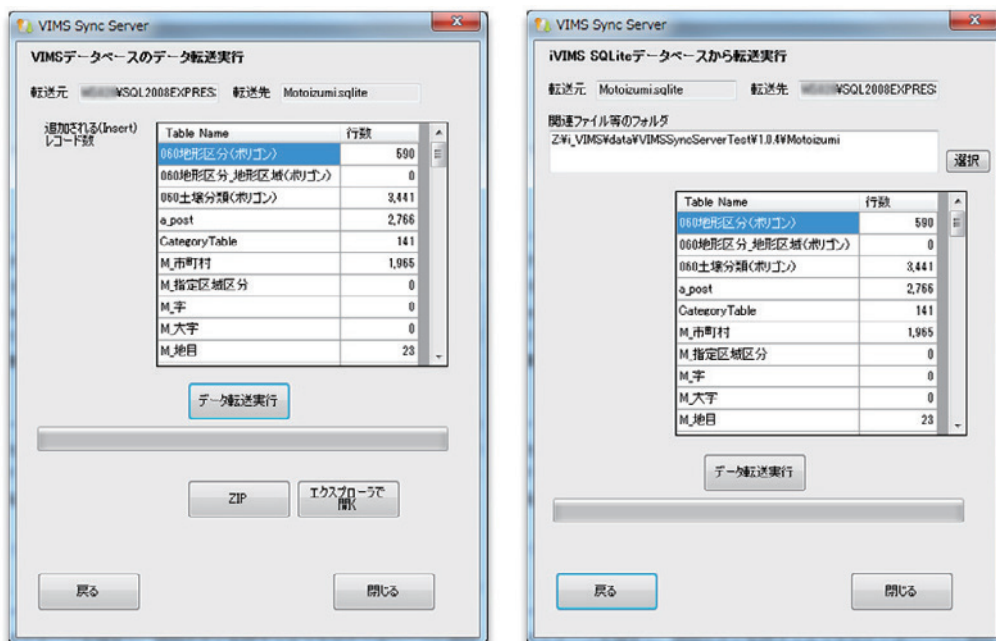 VIMS Sync Server
VIMSデータベースのデータ転送実行
転送元 ¥SQL2008EXPRES: 転送先 Motoizumi.sqlite
追加される(Insert)
レコード数
Table Name 行数
060地形区分(ポリゴン) 590
060地形区分_地形区域(ポリゴン) 0
060土壌分類(ポリゴン) 3,441
a_post 2,766
CategoryTable 141
M_市町村 1,965
M_指定区域区分 0
M_字 0
M_大字 0
M_地目 23
データ転送実行
ZIP
エクスプローラで
開く
戻る
閉じる
VIMS Sync Server
iVIMS SQLiteデータベースから転送実行
転送元 Motoizumi.sqlite 転送先 ¥SQL2008EXPRES:
関連ファイル等のフォルダ
Z:¥i_VIMS¥data¥VIMSSyncServerTest¥1.0.4¥Motoizumi
選択
Table Name 行数
060地形区分(ポリゴン) 590
060地形区分_地形区域(ポリゴン) 0
060土壌分類(ポリゴン) 3,441
a_post 2,766
CategoryTable 141
M_市町村 1,965
M_指定区域区分 0
M_字 0
M_大字 0
M_地目 23
データ転送実行
戻る
閉じる